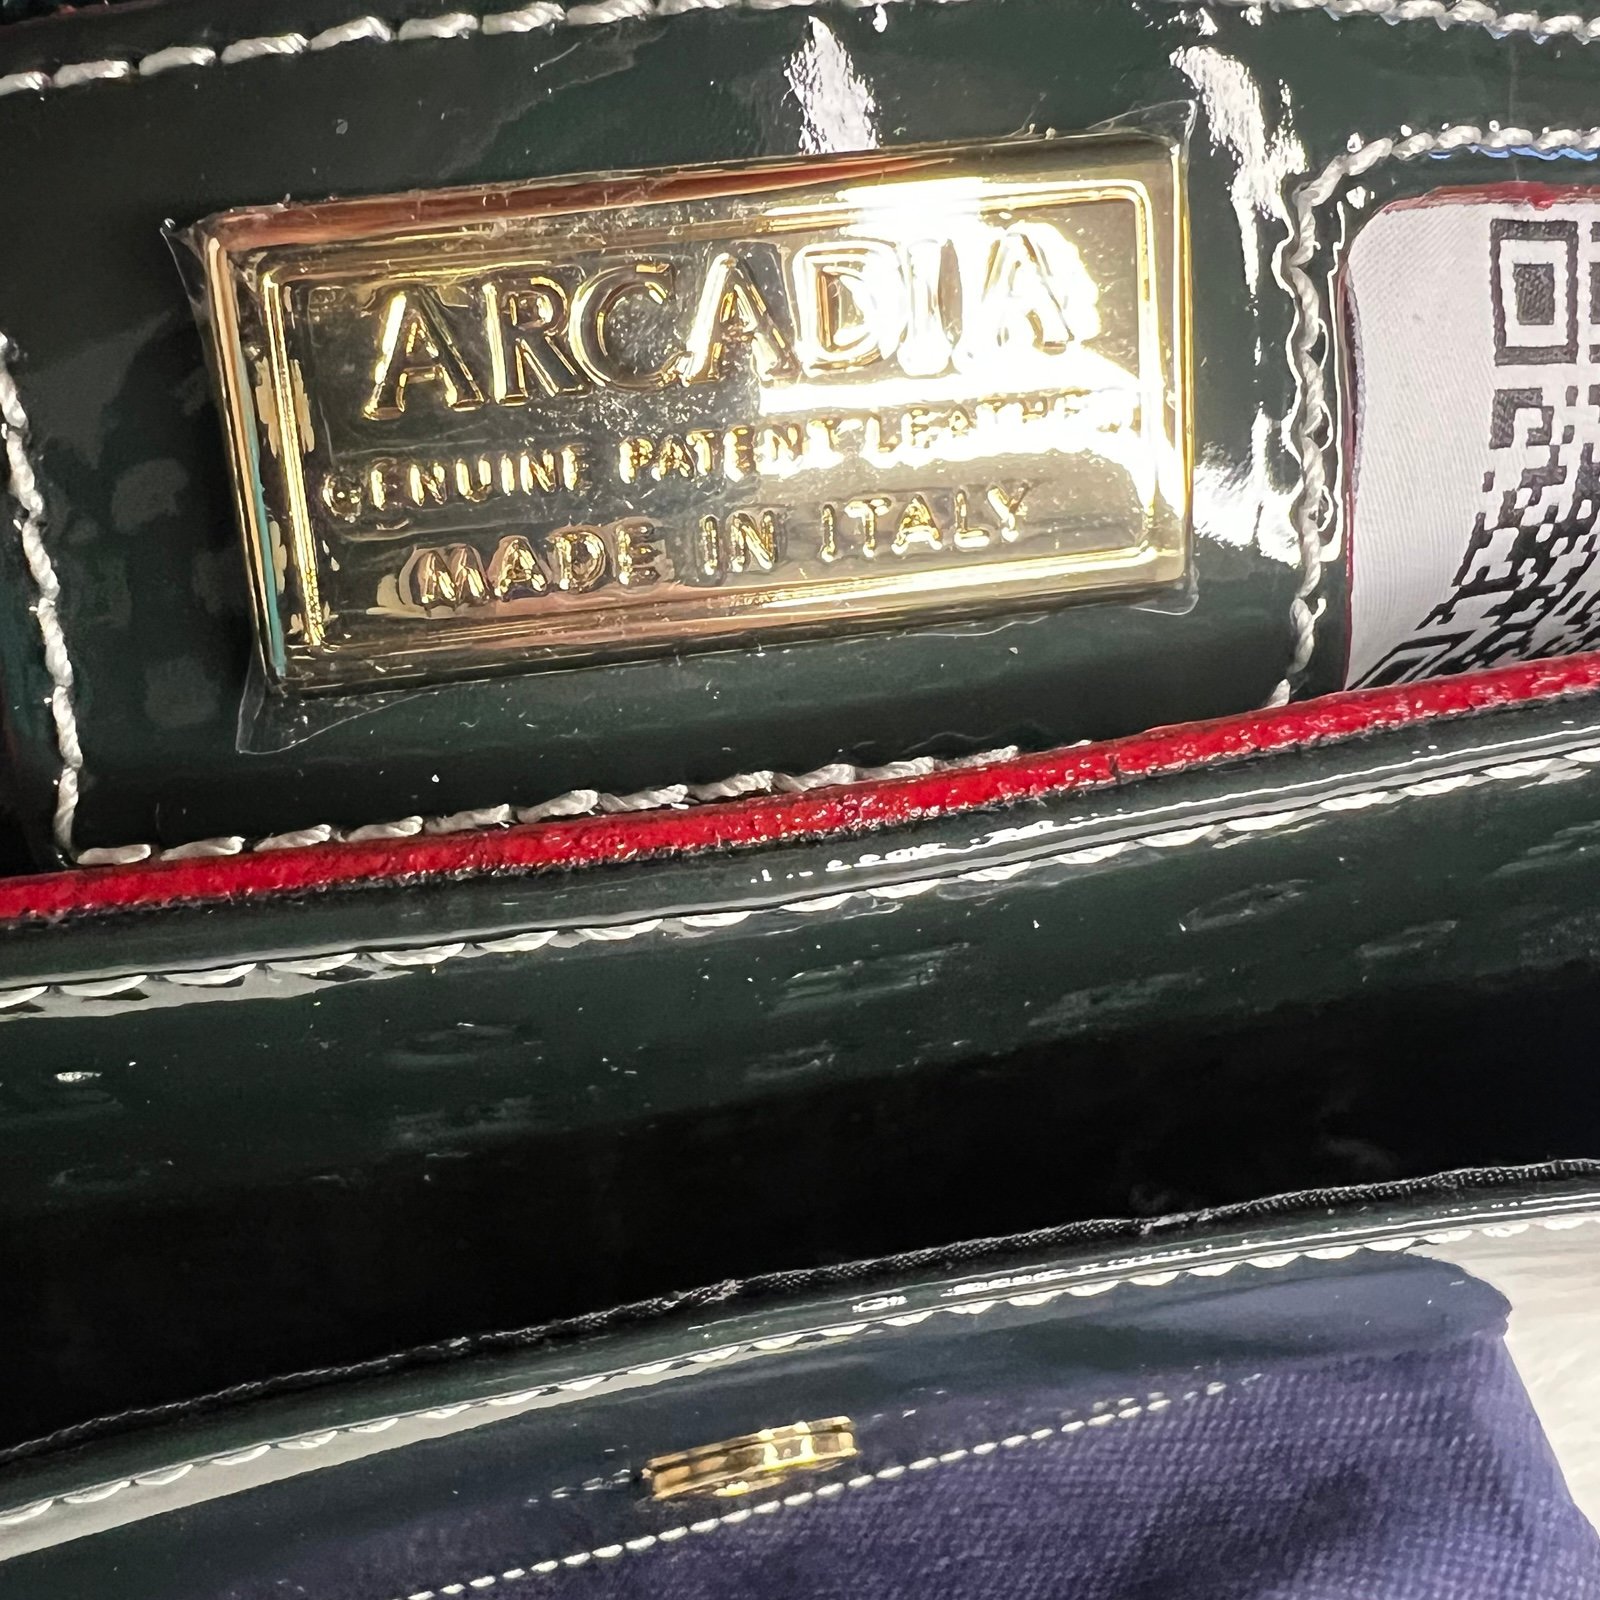 ARCADIA
GENUINE PATENT LEATHER
MADE IN ITALY